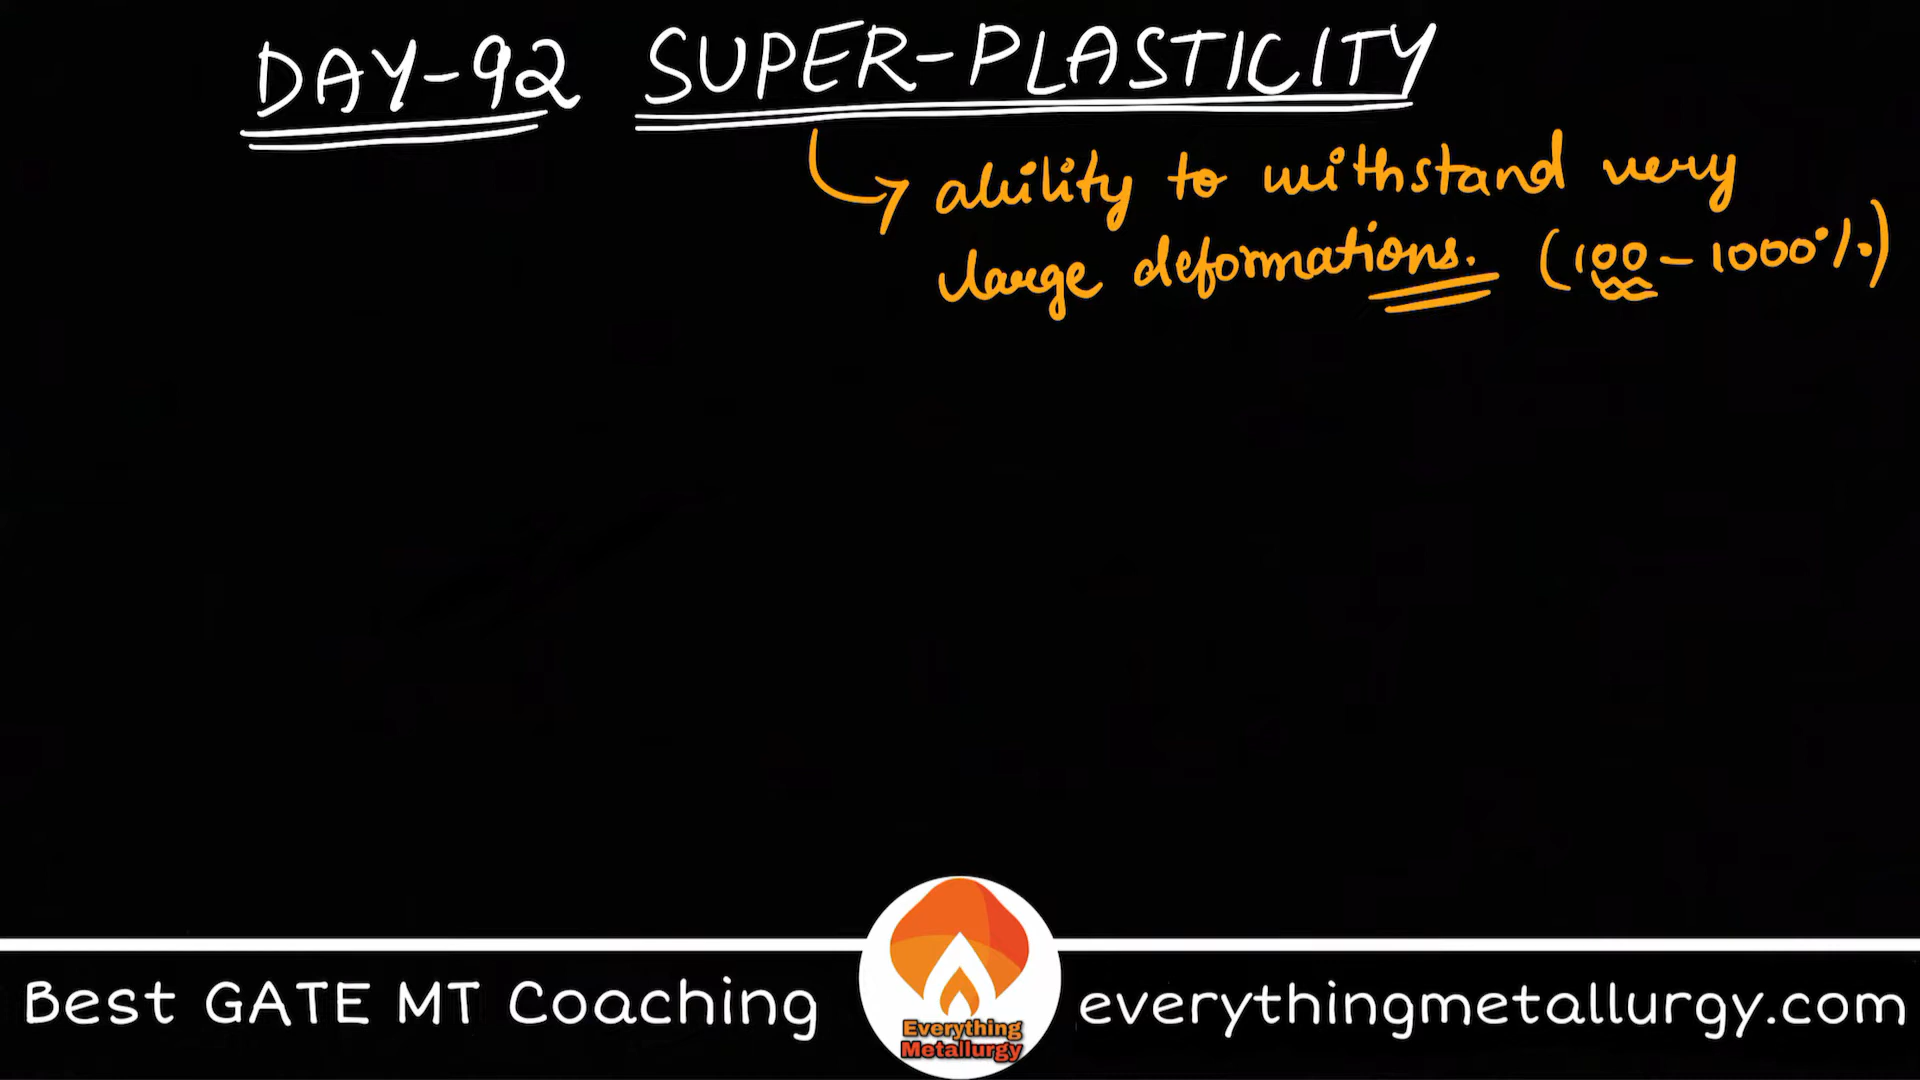 DAY-92 SUPER-PLASTICITY
ability to withstand very
large deformations. (100-1000%)
Best GATE MT Coaching
Everything
Metallurgy
everythingmetallurgy.com